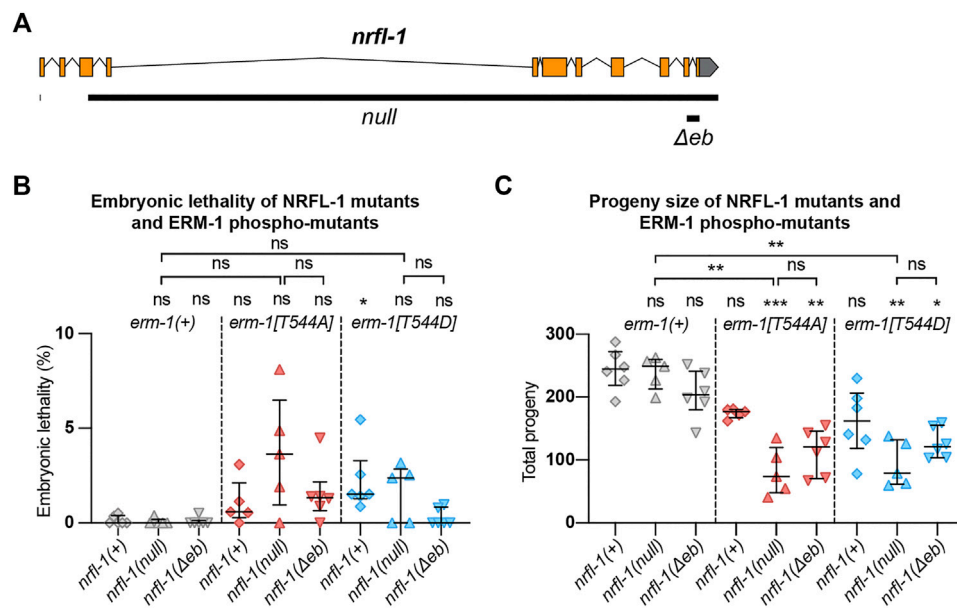 A
nrfl-1
null
Δeb
B
Embryonic lethality of NRFL-1 mutants
and ERM-1 phospho-mutants
ns
ns ns ns
ns ns ns ns ns * ns ns
erm-1(+) erm-1[T544A] erm-1[T544D]
Embryonic lethality (%)
10
5
0
nrfl-1(+) nrfl-1(null) nrfl-1(Δeb) nrfl-1(+) nrfl-1(null) nrfl-1(Δeb) nrfl-1(+) nrfl-1(null) nrfl-1(Δeb)
C
Progeny size of NRFL-1 mutants and
ERM-1 phospho-mutants
**
** ns ns
ns ns ns *** ** ns ** *
erm-1(+) erm-1[T544A] erm-1[T544D]
Total progeny
300
200
100
0
nrfl-1(+) nrfl-1(null) nrfl-1(Δeb) nrfl-1(+) nrfl-1(null) nrfl-1(Δeb) nrfl-1(+) nrfl-1(null) nrfl-1(Δeb)